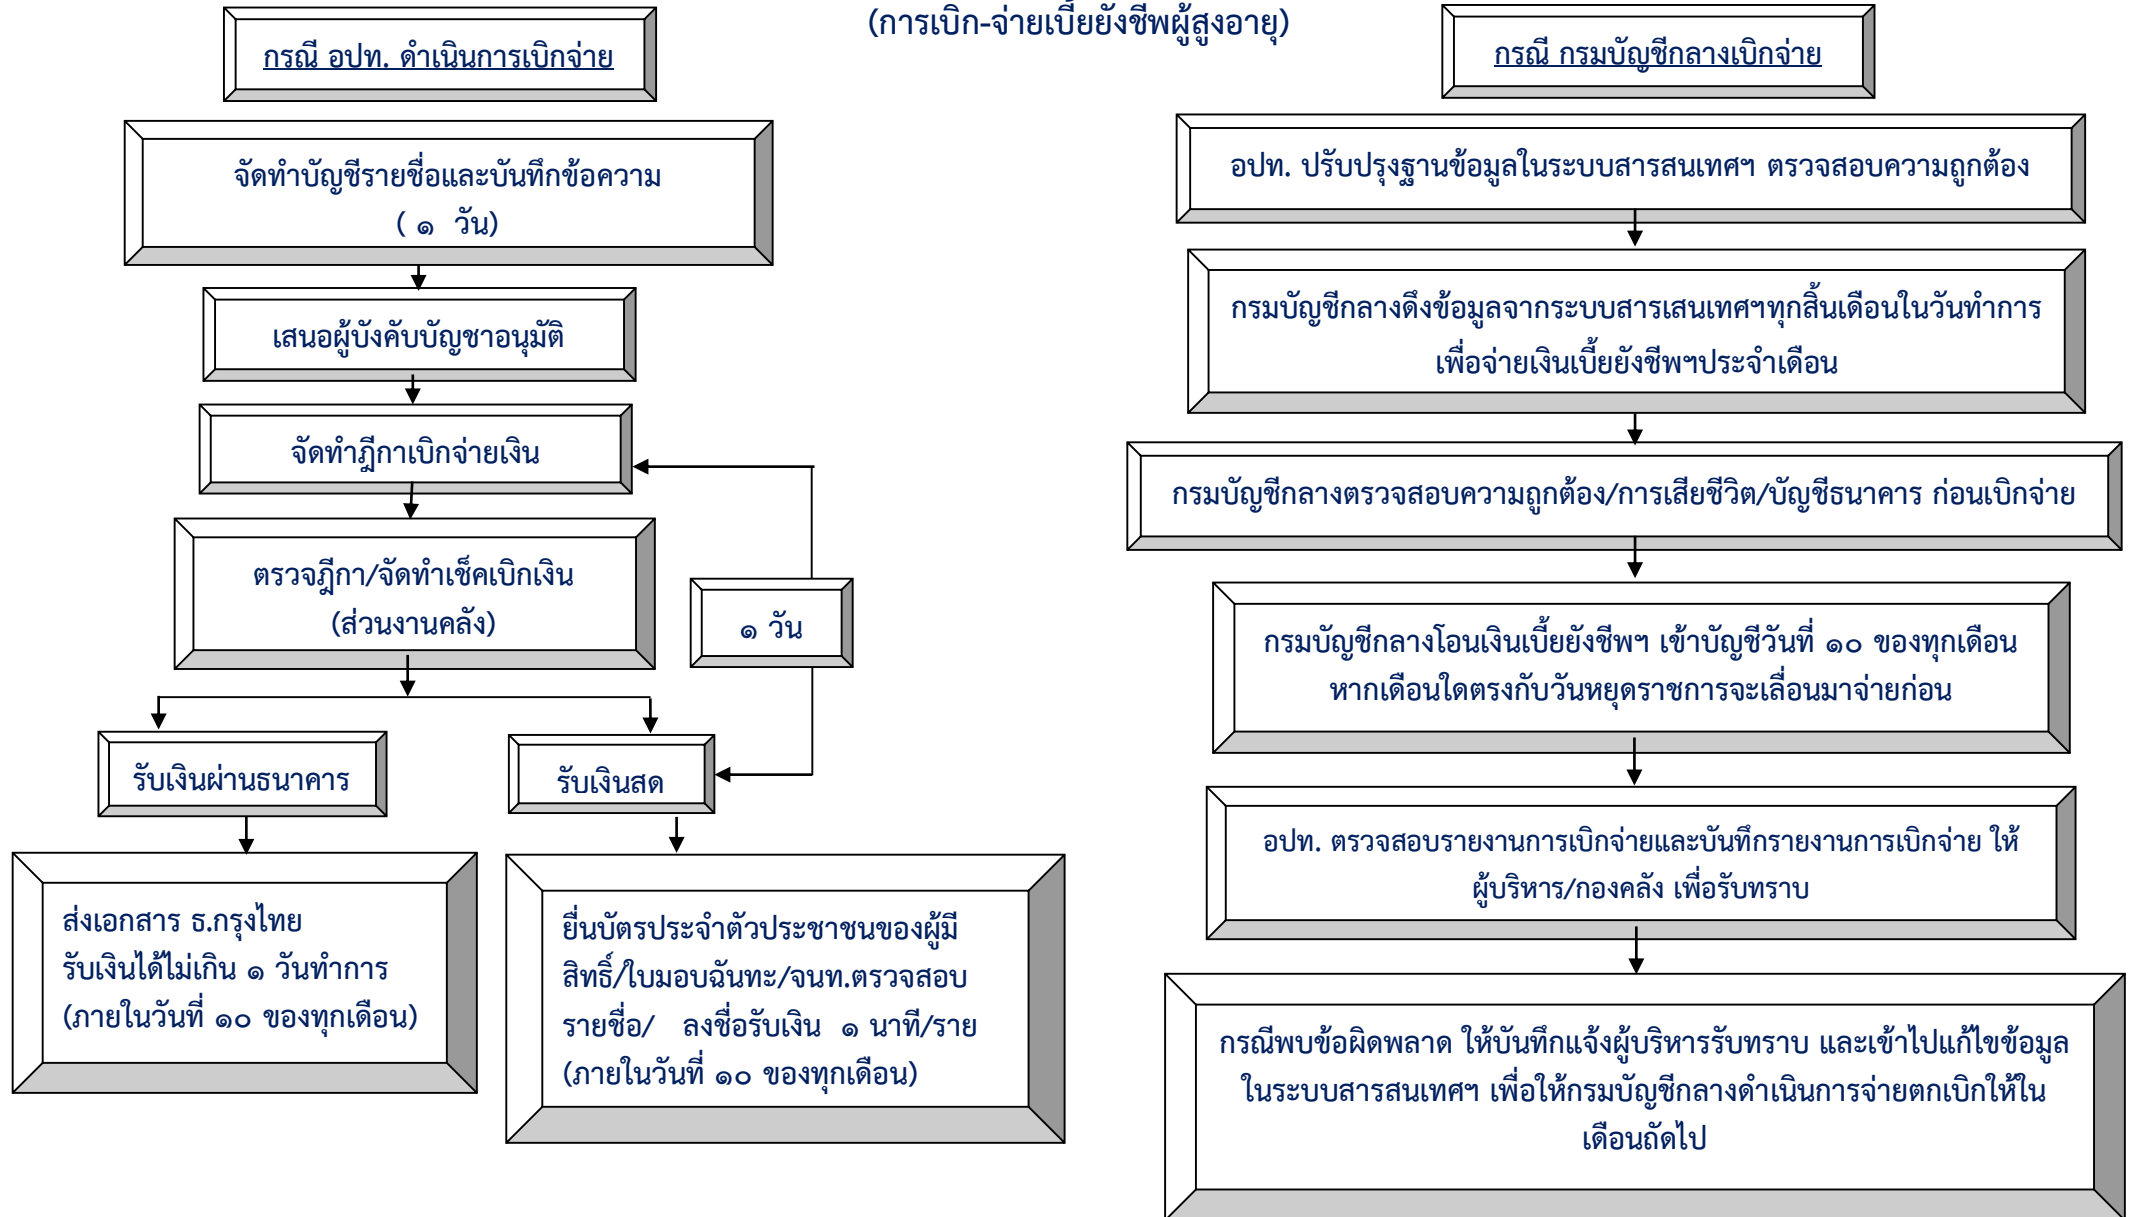 (การเบิก-จ่ายเบี้ยยังชีพผู้สูงอายุ)
กรณี อปท. ดำเนินการเบิกจ่าย
จัดทำบัญชีรายชื่อและบันทึกข้อความ
( ๑ วัน)
เสนอผู้บังคับบัญชาอนุมัติ
จัดทำฎีกาเบิกจ่ายเงิน
ตรวจฎีกา/จัดทำเช็คเบิกเงิน
(ส่วนงานคลัง)
๑ วัน
รับเงินผ่านธนาคาร
รับเงินสด
ส่งเอกสาร ธ.กรุงไทย
รับเงินได้ไม่เกิน ๑ วันทำการ
(ภายในวันที่ ๑๐ ของทุกเดือน)
ยื่นบัตรประจำตัวประชาชนของผู้มี
สิทธิ์/ใบมอบฉันทะ/จนท.ตรวจสอบ
รายชื่อ/ ลงชื่อรับเงิน ๑ นาที/ราย
(ภายในวันที่ ๑๐ ของทุกเดือน)
กรณี กรมบัญชีกลางเบิกจ่าย
อปท. ปรับปรุงฐานข้อมูลในระบบสารสนเทศฯ ตรวจสอบความถูกต้อง
กรมบัญชีกลางดึงข้อมูลจากระบบสารเสนเทศฯทุกสิ้นเดือนในวันทำการ
เพื่อจ่ายเงินเบี้ยยังชีพฯประจำเดือน
กรมบัญชีกลางตรวจสอบความถูกต้อง/การเสียชีวิต/บัญชีธนาคาร ก่อนเบิกจ่าย
กรมบัญชีกลางโอนเงินเบี้ยยังชีพฯ เข้าบัญชีวันที่ ๑๐ ของทุกเดือน
หากเดือนใดตรงกับวันหยุดราชการจะเลื่อนมาจ่ายก่อน
อปท. ตรวจสอบรายงานการเบิกจ่ายและบันทึกรายงานการเบิกจ่าย ให้
ผู้บริหาร/กองคลัง เพื่อรับทราบ
กรณีพบข้อผิดพลาด ให้บันทึกแจ้งผู้บริหารรับทราบ และเข้าไปแก้ไขข้อมูล
ในระบบสารสนเทศฯ เพื่อให้กรมบัญชีกลางดำเนินการจ่ายตกเบิกให้ใน
เดือนถัดไป